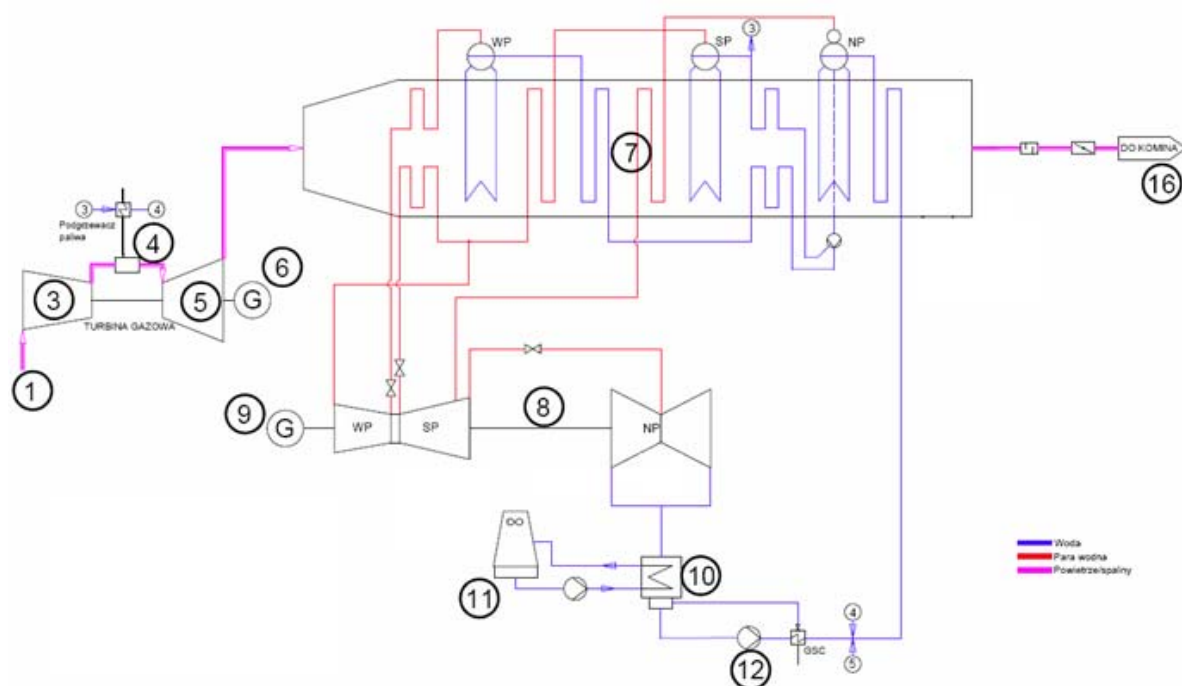 WP
SP
3
NP
7
DO KOMINA
16
3
4
Podgrzewacz
paliwa
4
6
3
5
G
TURBINA GAZOWA
1
9
G
WP
SP
8
NP
11
10
Woda
Para wodna
Powietrze/spaliny
12
GSC
4
5